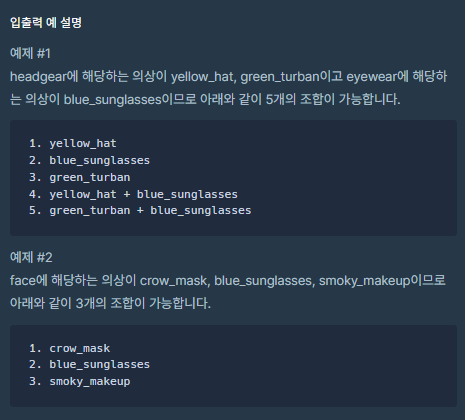 입출력 예 설명
예제 #1
headgear에 해당하는 의상이 yellow_hat, green_turban이고 eyewear에 해당하
는 의상이 blue_sunglasses이므로 아래와 같이 5개의 조합이 가능합니다.
1. yellow_hat
2. blue_sunglasses
3. green_turban
4. yellow_hat + blue_sunglasses
5. green_turban + blue_sunglasses
예제 #2
face에 해당하는 의상이 crow_mask, blue_sunglasses, smoky_makeup이므로
아래와 같이 3개의 조합이 가능합니다.
1. crow_mask
2. blue_sunglasses
3. smoky_makeup